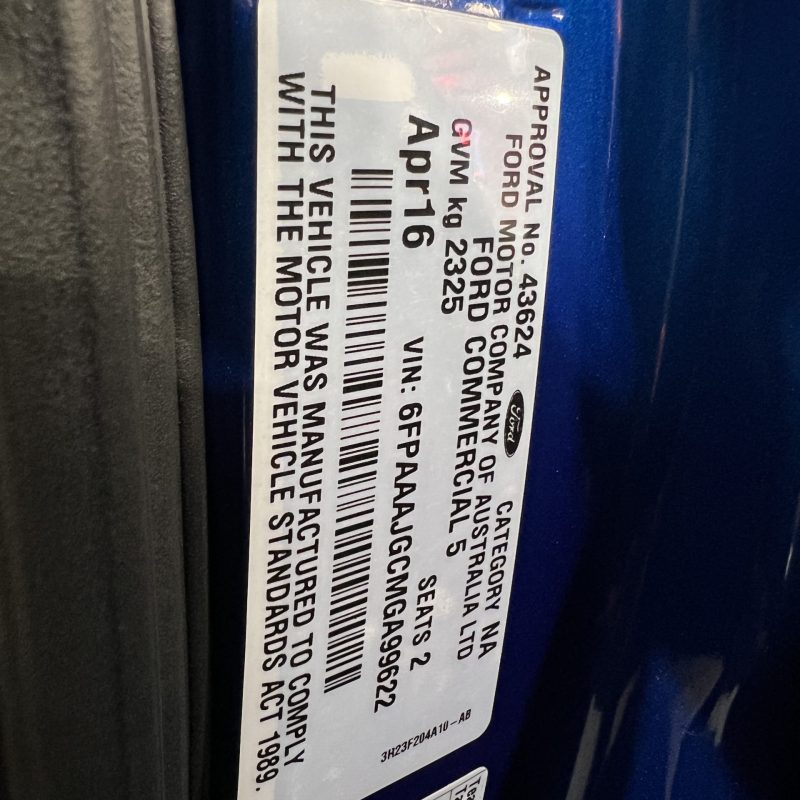 APPROVAL No. 43624 Ford CATEGORY NA
FORD MOTOR COMPANY OF AUSTRALIA LTD
FORD COMMERCIAL 5
GVM kg 2325 SEATS 2
Apr16 VIN: 6FPAAAJGCMGA99622
THIS VEHICLE WAS MANUFACTURED TO COMPLY
WITH THE MOTOR VEHICLE STANDARDS ACT 1989.
3H23F204A10-AB